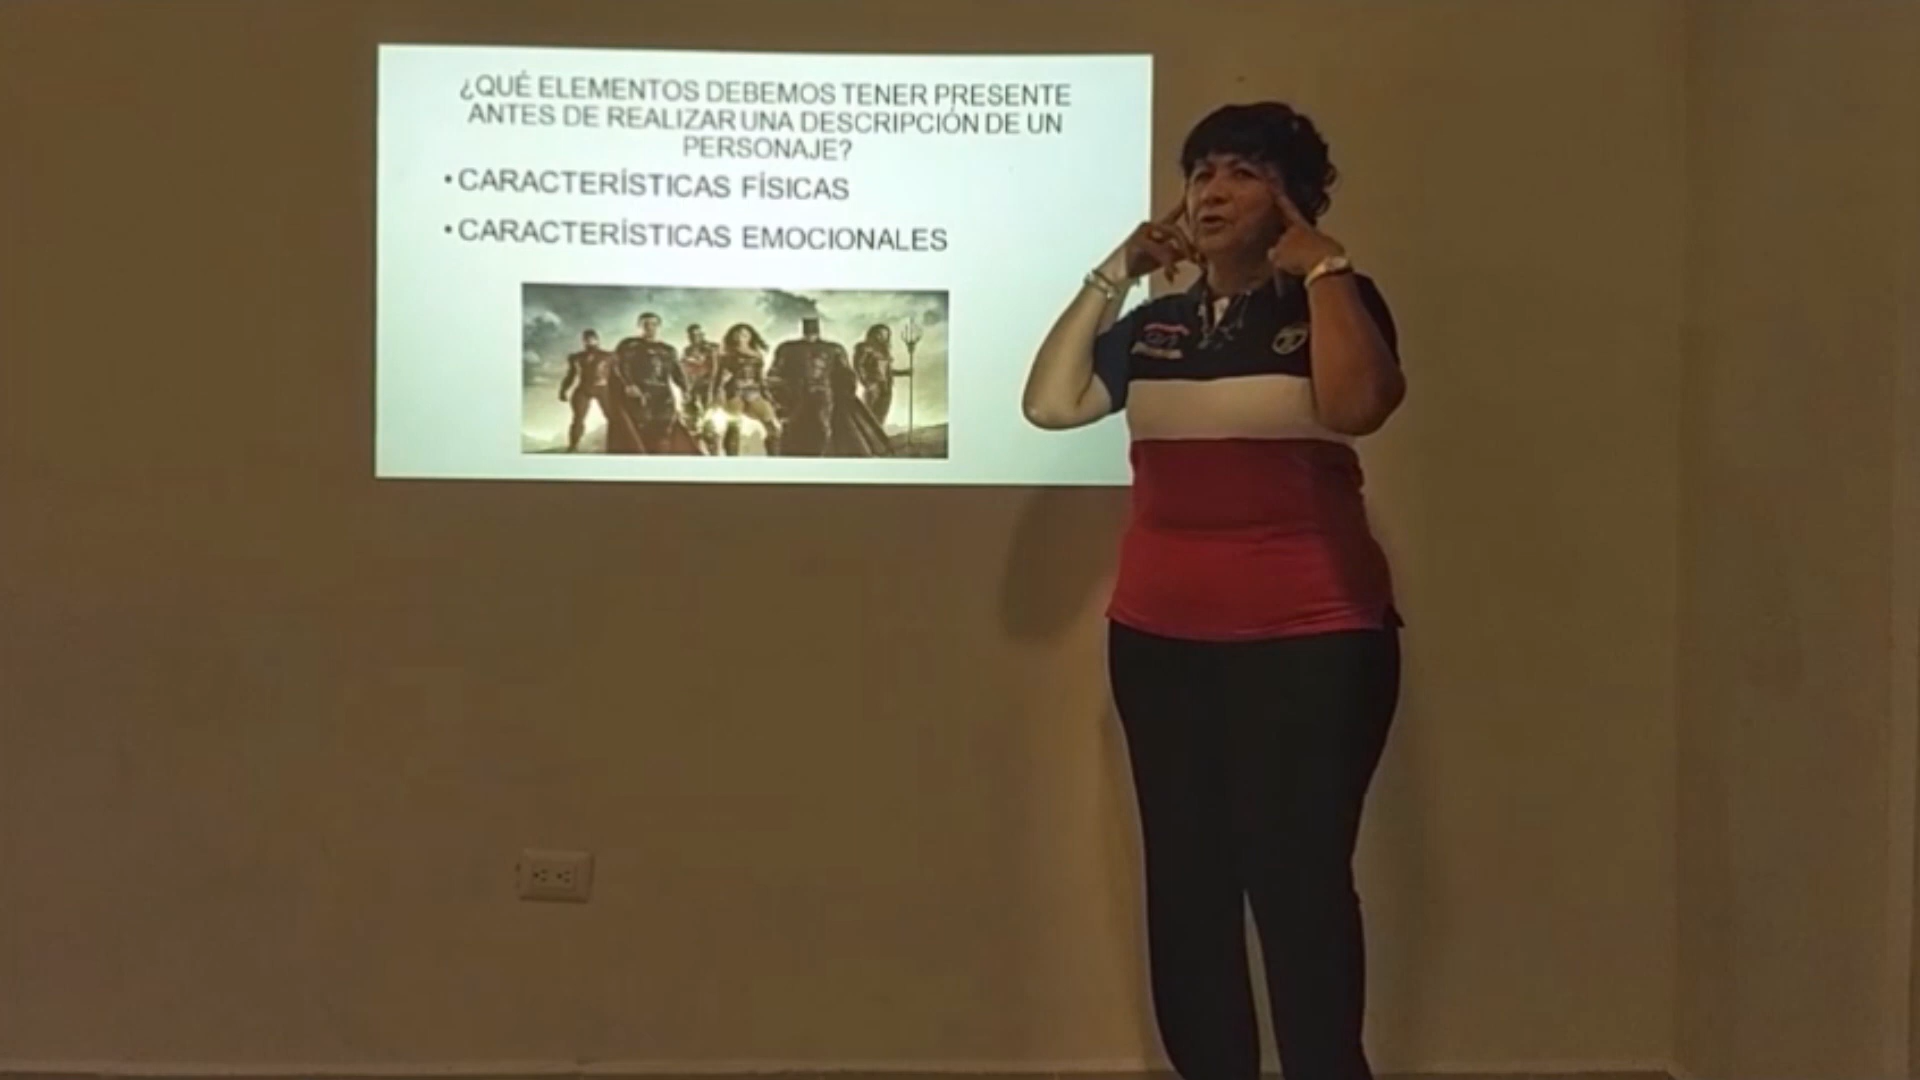 ¿QUÉ ELEMENTOS DEBEMOS TENER PRESENTE
ANTES DE REALIZAR UNA DESCRIPCIÓN DE UN
PERSONAJE?
• CARACTERÍSTICAS FÍSICAS
• CARACTERÍSTICAS EMOCIONALES